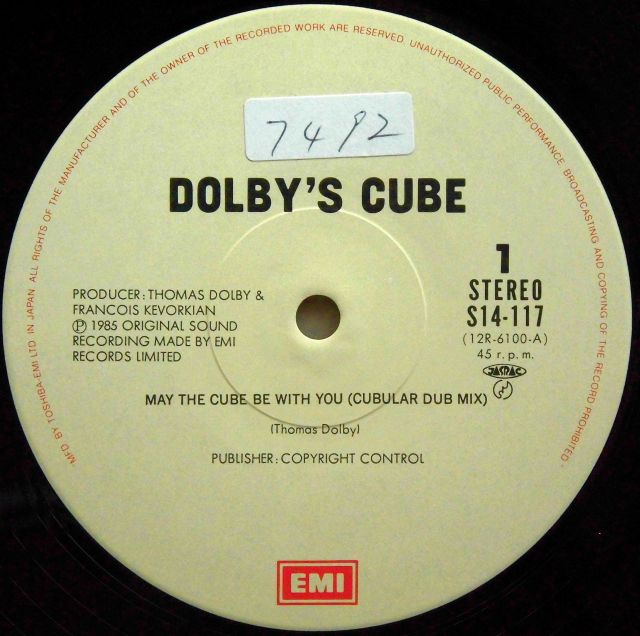 MFD BY TOSHIBA-EMI LTD. IN JAPAN ALL RIGHTS OF THE MANUFACTURER AND OF THE OWNER OF THE RECORDED WORK ARE RESERVED. UNAUTHORIZED PUBLIC PERFORMANCE, BROADCASTING AND COPYING OF THE RECORD PROHIBITED.
7492
DOLBY'S CUBE
1
STEREO
S14-117
(12R-6100-A)
45 r.p.m.
JASRAC
PRODUCER: THOMAS DOLBY &
FRANCOIS KEVORKIAN
Ⓟ 1985 ORIGINAL SOUND
RECORDING MADE BY EMI
RECORDS LIMITED
MAY THE CUBE BE WITH YOU (CUBULAR DUB MIX)
(Thomas Dolby)
PUBLISHER: COPYRIGHT CONTROL
EMI